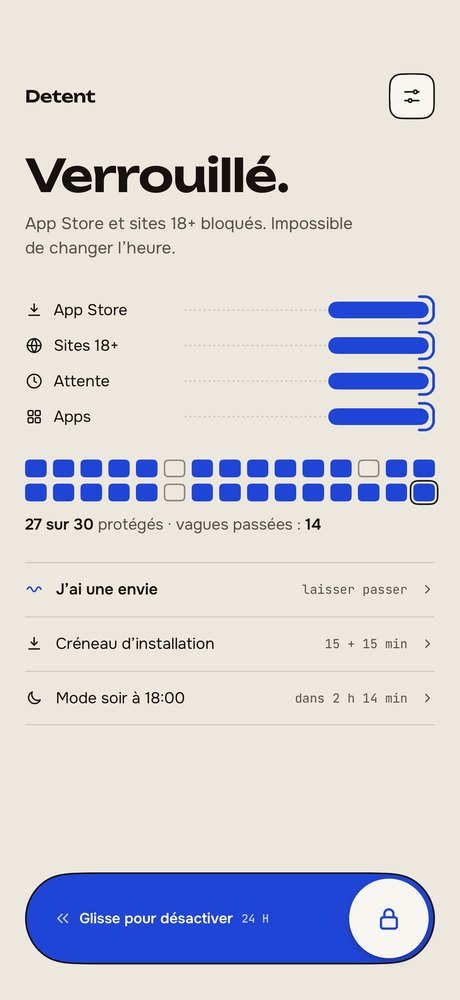 Detent
Verrouillé.
App Store et sites 18+ bloqués. Impossible
de changer l’heure.
App Store
Sites 18+
Attente
Apps
27 sur 30 protégés · vagues passées : 14
J’ai une envie laisser passer
Créneau d’installation 15 + 15 min
Mode soir à 18:00 dans 2 h 14 min
Glisse pour désactiver 24 H